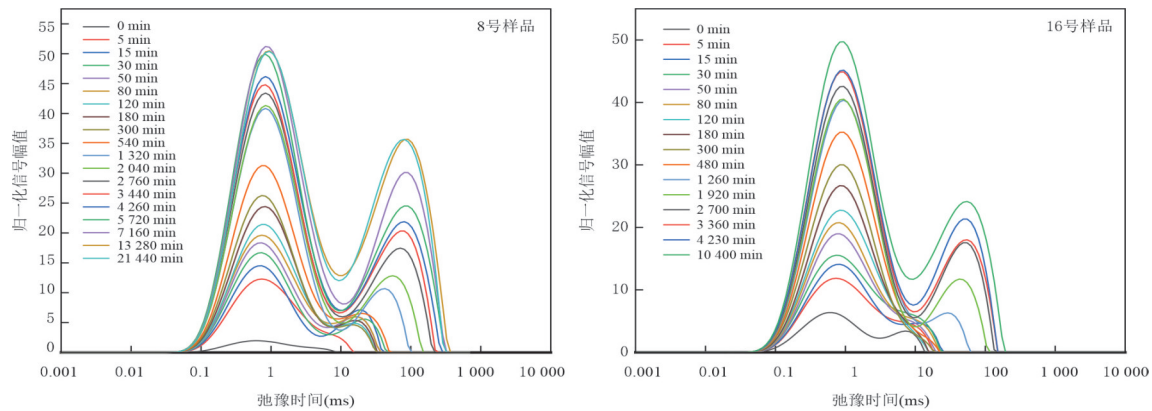 8号样品
55
50
45
40
35
30
25
20
15
10
5
0
归一化信号幅值
0 min
5 min
15 min
30 min
50 min
80 min
120 min
180 min
300 min
540 min
1 320 min
2 040 min
2 760 min
3 440 min
4 260 min
5 720 min
7 160 min
13 280 min
21 440 min
0.001 0.01 0.1 1 10 100 1 000 10 000
弛豫时间(ms)
16号样品
50
40
30
20
10
0
归一化信号幅值
0 min
5 min
15 min
30 min
50 min
80 min
120 min
180 min
300 min
480 min
1 260 min
1 920 min
2 700 min
3 360 min
4 230 min
10 400 min
0.001 0.01 0.1 1 10 100 1 000 10 000
弛豫时间(ms)